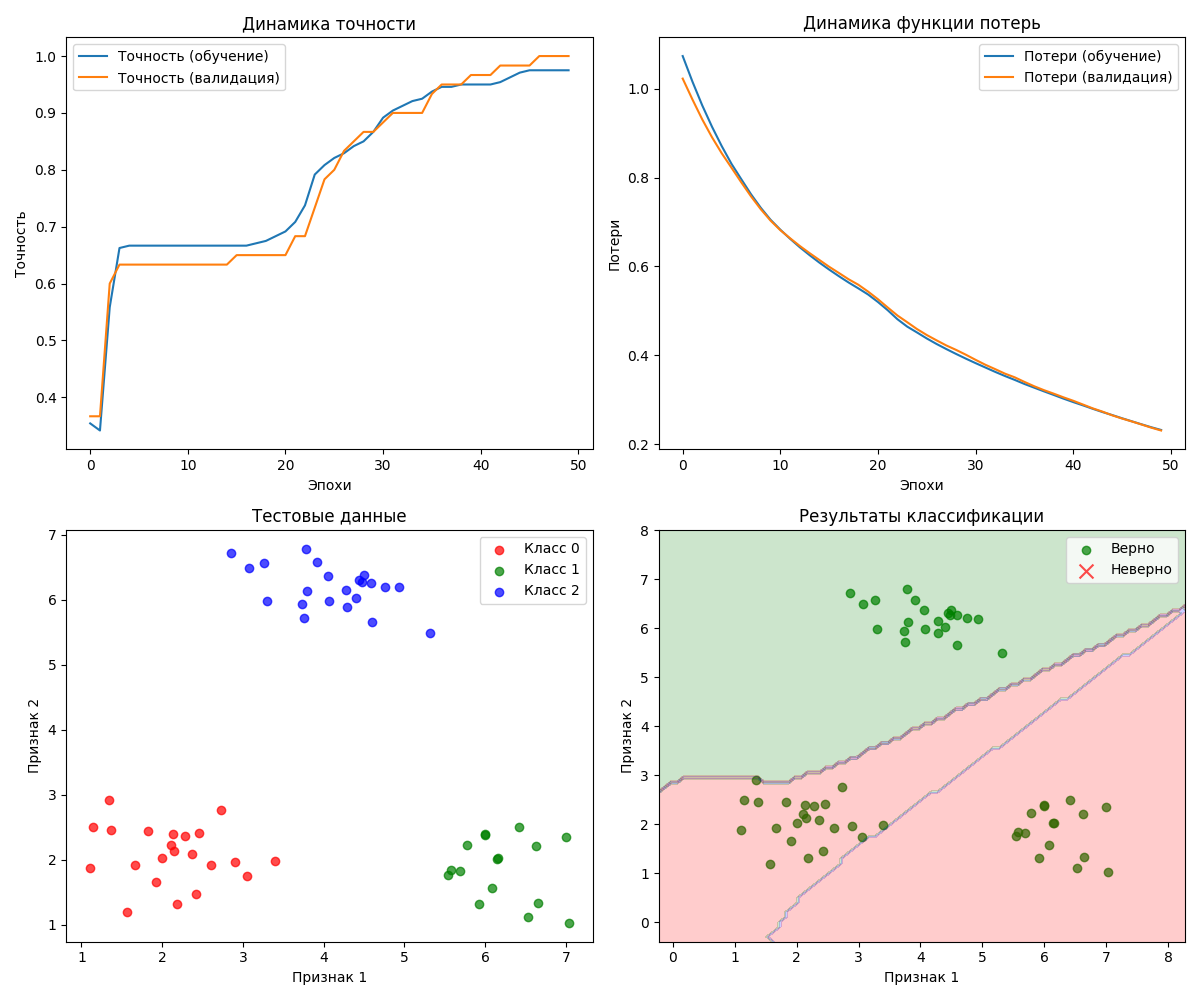 Динамика точности
Точность (обучение)
Точность (валидация)
1.0
0.9
0.8
0.7
0.6
0.5
0.4
Точность
0 10 20 30 40 50
Эпохи
Динамика функции потерь
Потери (обучение)
Потери (валидация)
1.0
0.8
0.6
0.4
0.2
Потери
0 10 20 30 40 50
Эпохи
Тестовые данные
Класс 0
Класс 1
Класс 2
7
6
5
4
3
2
1
Признак 2
1 2 3 4 5 6 7
Признак 1
Результаты классификации
Верно
Неверно
8
7
6
5
4
3
2
1
0
Признак 2
0 1 2 3 4 5 6 7 8
Признак 1